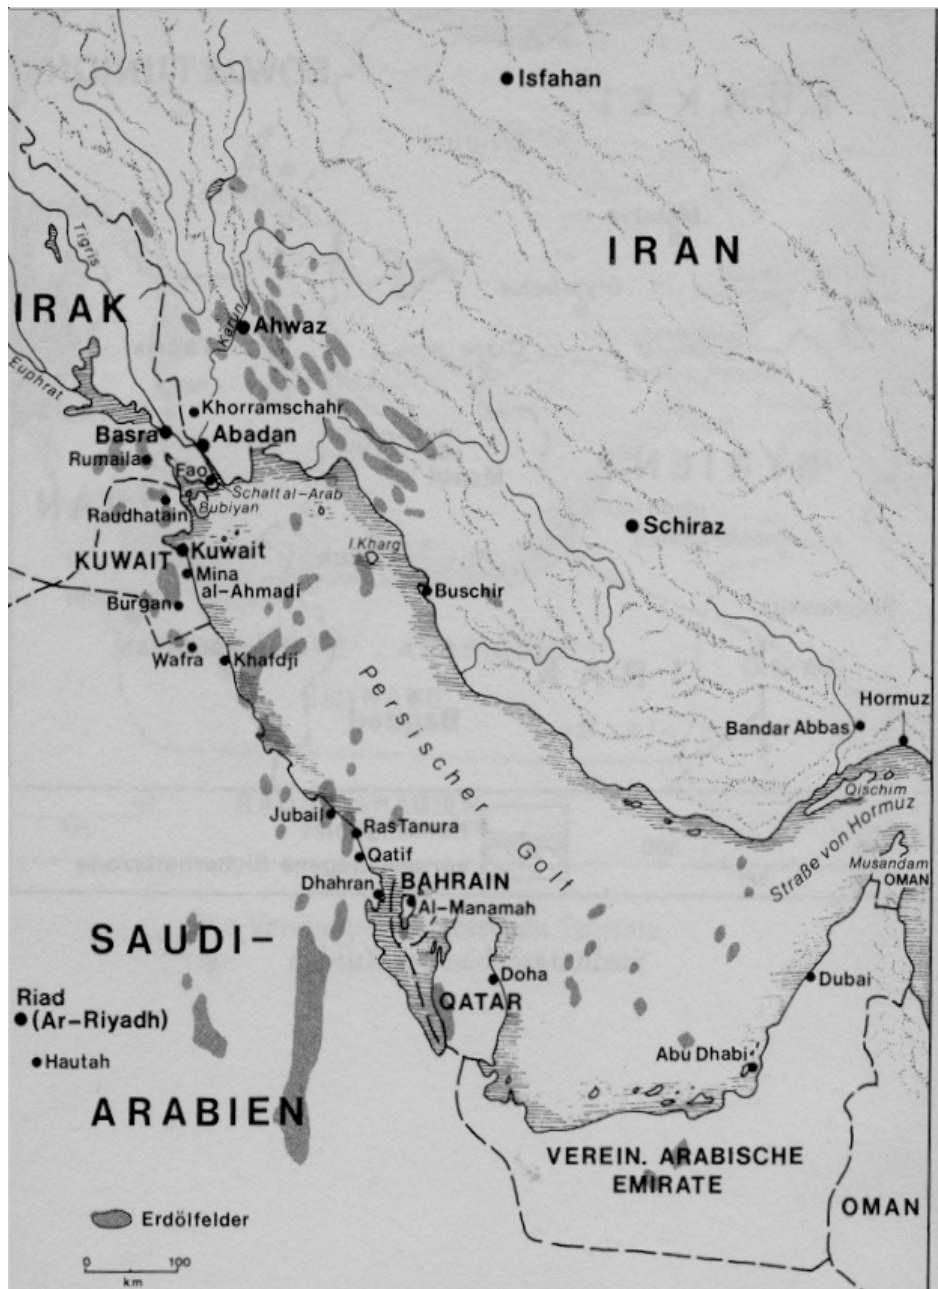 Isfahan
IRAN
Tigris
IRAK
Karun
Ahwaz
Euphrat
Khorramschahr
Basra
Abadan
Rumaila
Fao
Schatt al-Arab
Bubiyan
Raudhatain
Schiraz
KUWAIT
Kuwait
I. Kharg
Mina
al-Ahmadi
Buschir
Burgan
Wafra
Khafdji
Persischer Golf
Hormuz
Bandar Abbas
Qischim
Straße von Hormuz
Jubail
Ras Tanura
Qatif
Musandam
OMAN
Dhahran
BAHRAIN
Al-Manamah
SAUDI-
Doha
Dubai
QATAR
Riad
(Ar-Riyadh)
Hautah
Abu Dhabi
ARABIEN
VEREIN. ARABISCHE
EMIRATE
OMAN
Erdölfelder
0 100
km